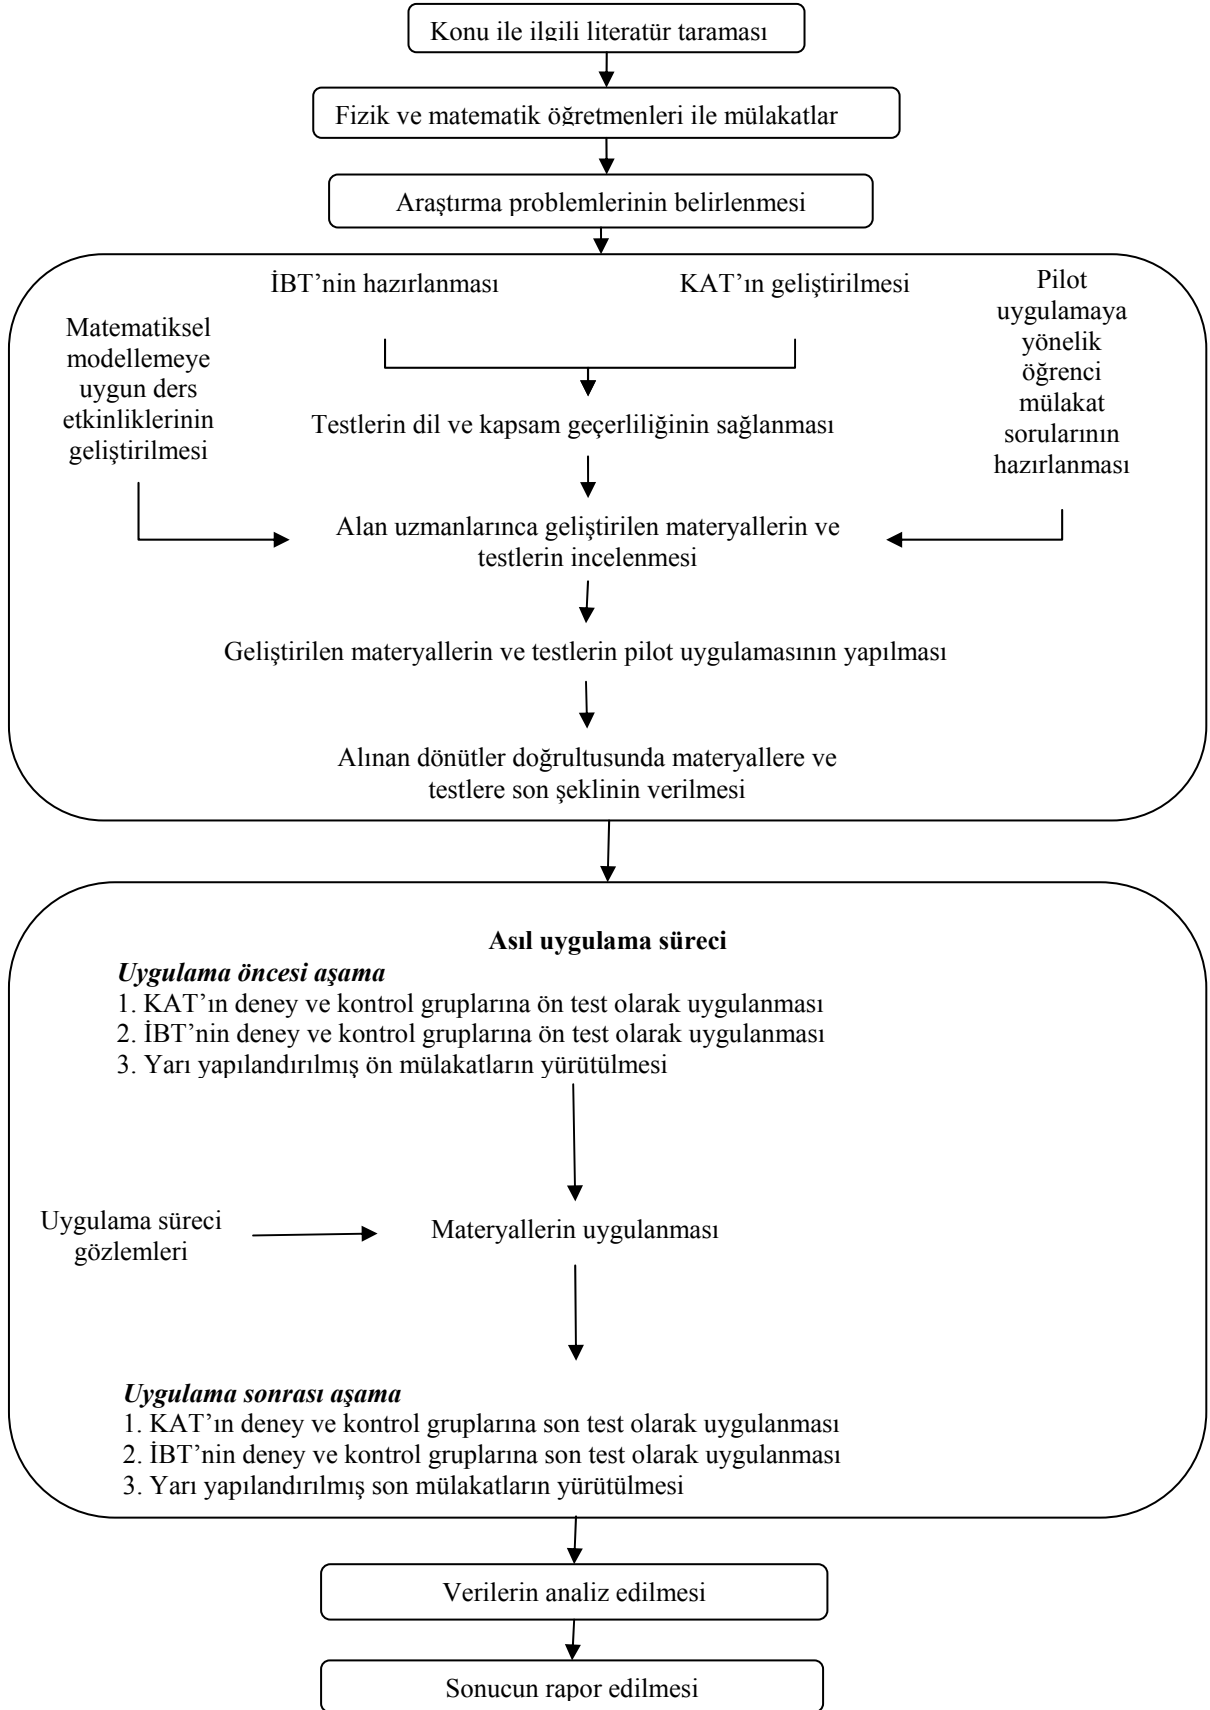 Konu ile ilgili literatür taraması
Fizik ve matematik öğretmenleri ile mülakatlar
Araştırma problemlerinin belirlenmesi
İBT’nin hazırlanması
KAT’ın geliştirilmesi
Pilot
uygulamaya
yönelik
öğrenci
mülakat
sorularının
hazırlanması
Matematiksel
modellemeye
uygun ders
etkinliklerinin
geliştirilmesi
Testlerin dil ve kapsam geçerliliğinin sağlanması
Alan uzmanlarınca geliştirilen materyallerin ve
testlerin incelenmesi
Geliştirilen materyallerin ve testlerin pilot uygulamasının yapılması
Alınan dönütler doğrultusunda materyallere ve
testlere son şeklinin verilmesi
Asıl uygulama süreci
Uygulama öncesi aşama
1. KAT’ın deney ve kontrol gruplarına ön test olarak uygulanması
2. İBT’nin deney ve kontrol gruplarına ön test olarak uygulanması
3. Yarı yapılandırılmış ön mülakatların yürütülmesi
Uygulama süreci
gözlemleri
Materyallerin uygulanması
Uygulama sonrası aşama
1. KAT’ın deney ve kontrol gruplarına son test olarak uygulanması
2. İBT’nin deney ve kontrol gruplarına son test olarak uygulanması
3. Yarı yapılandırılmış son mülakatların yürütülmesi
Verilerin analiz edilmesi
Sonucun rapor edilmesi